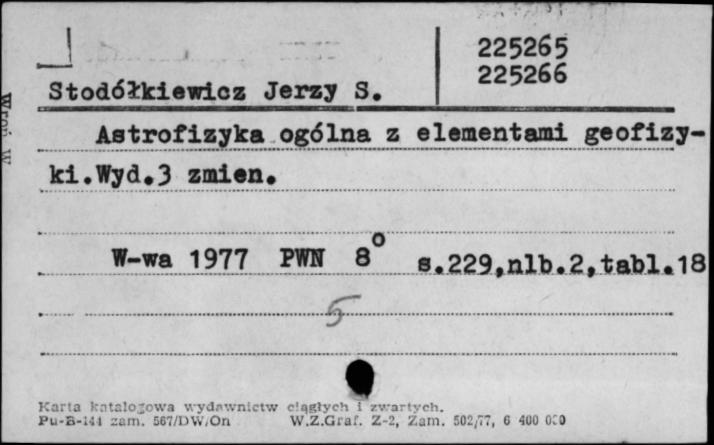 225265
225266
Stodółkiewicz Jerzy S.
Astrofizyka ogólna z elementami geofizy-
ki.Wyd.3 zmien.
W-wa 1977 PWN 8° s.229,nlb.2,tabl.18
5
Karta katalogowa wydawnictw ciągłych i zwartych.
Pu-B-144 zam. 567/DW/On W.Z.Graf. Z-2, Zam. 502/77, 6 400 000